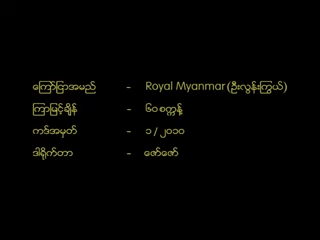 ကြော်ငြာအမည် - Royal Myanmar (ဦးလွန်းကြွယ်)
ကြာမြင့်ချိန် - ၆၀ စက္ကန့်
ကဒ်အမှတ် - ၁ / ၂၀၁၀
ဒါရိုက်တာ - ဇော်ဇော်